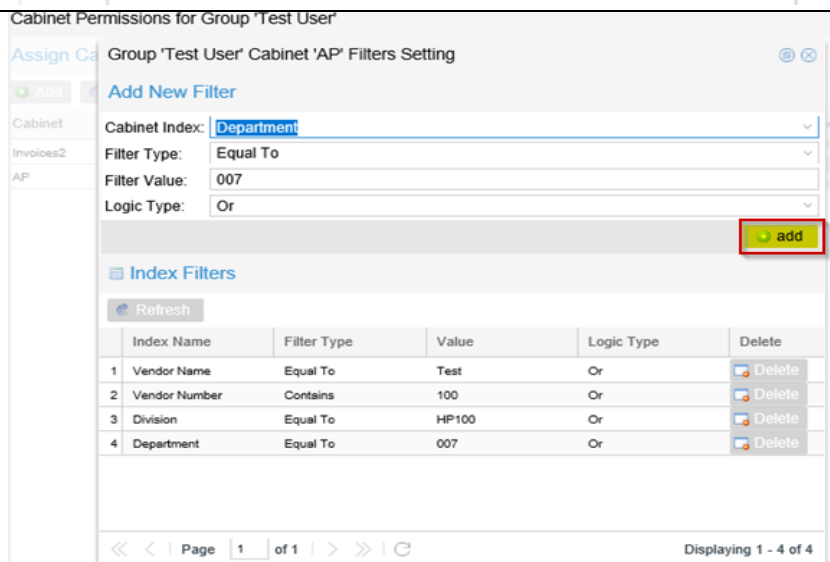 Cabinet Permissions for Group 'Test User'
Assign Ca
Group 'Test User' Cabinet 'AP' Filters Setting
Add
Add New Filter
Cabinet
Cabinet Index: Department
Invoices2
Filter Type: Equal To
AP
Filter Value: 007
Logic Type: Or
add
Index Filters
Refresh
Index Name Filter Type Value Logic Type Delete
1 Vendor Name Equal To Test Or Delete
2 Vendor Number Contains 100 Or Delete
3 Division Equal To HP100 Or Delete
4 Department Equal To 007 Or Delete
Page 1 of 1 Displaying 1 - 4 of 4